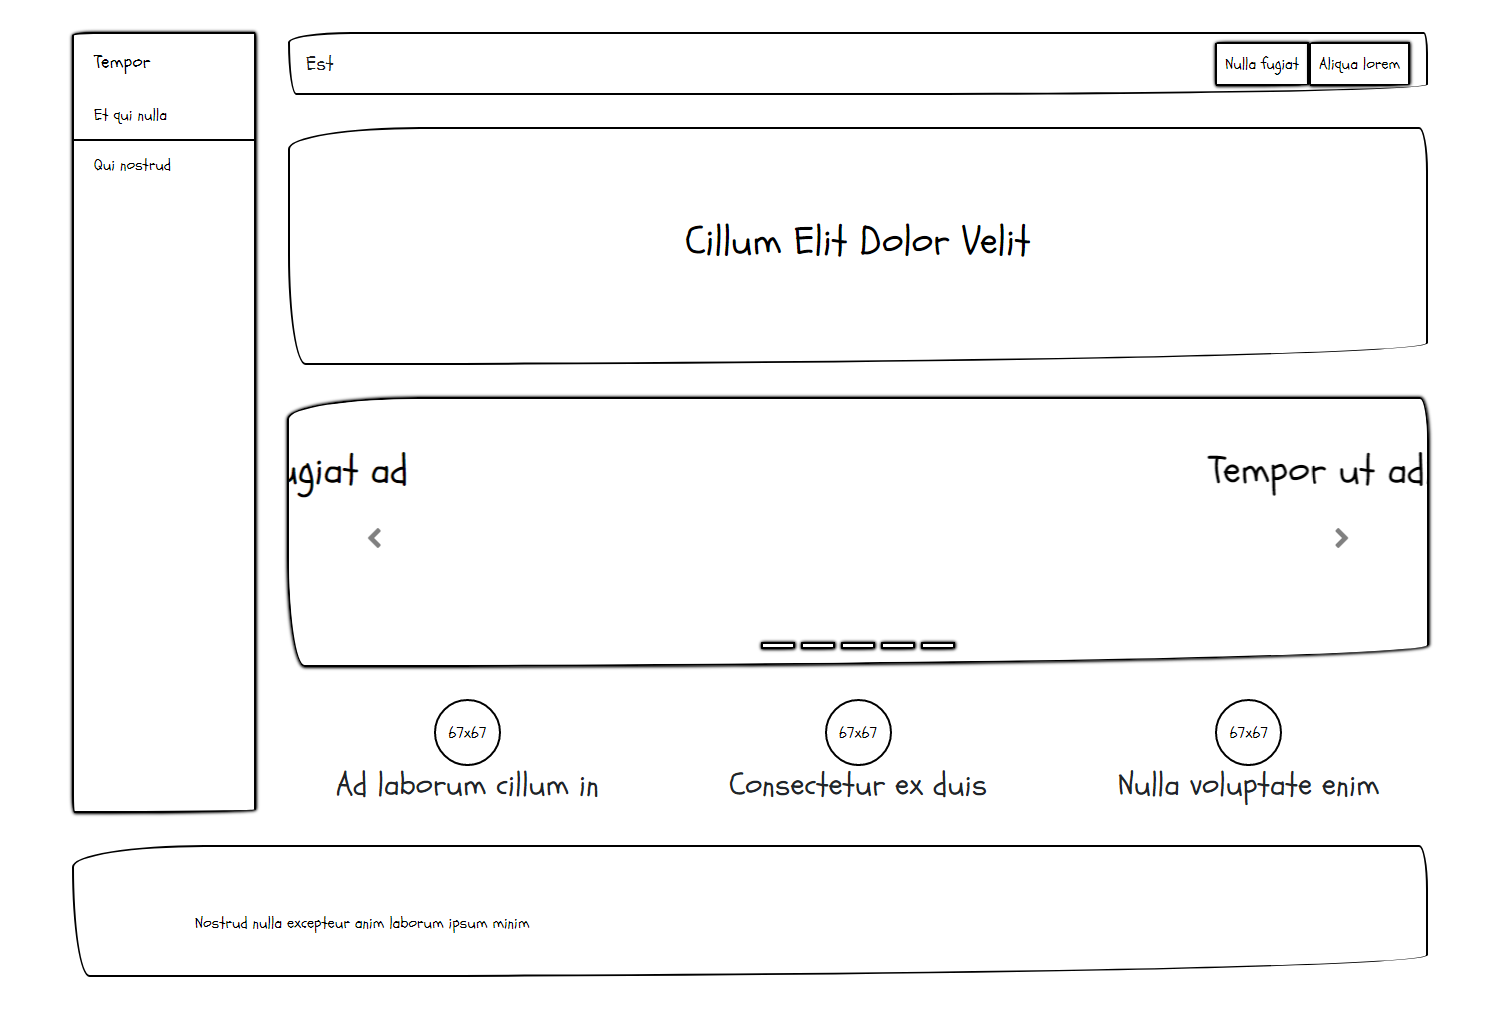 Tempor
Et qui nulla
Qui nostrud
Est
Nulla fugiat
Aliqua lorem
Cillum Elit Dolor Velit
ugiat ad
Tempor ut ad
67x67
67x67
67x67
Ad laborum cillum in
Consectetur ex duis
Nulla voluptate enim
Nostrud nulla excepteur anim laborum ipsum minim